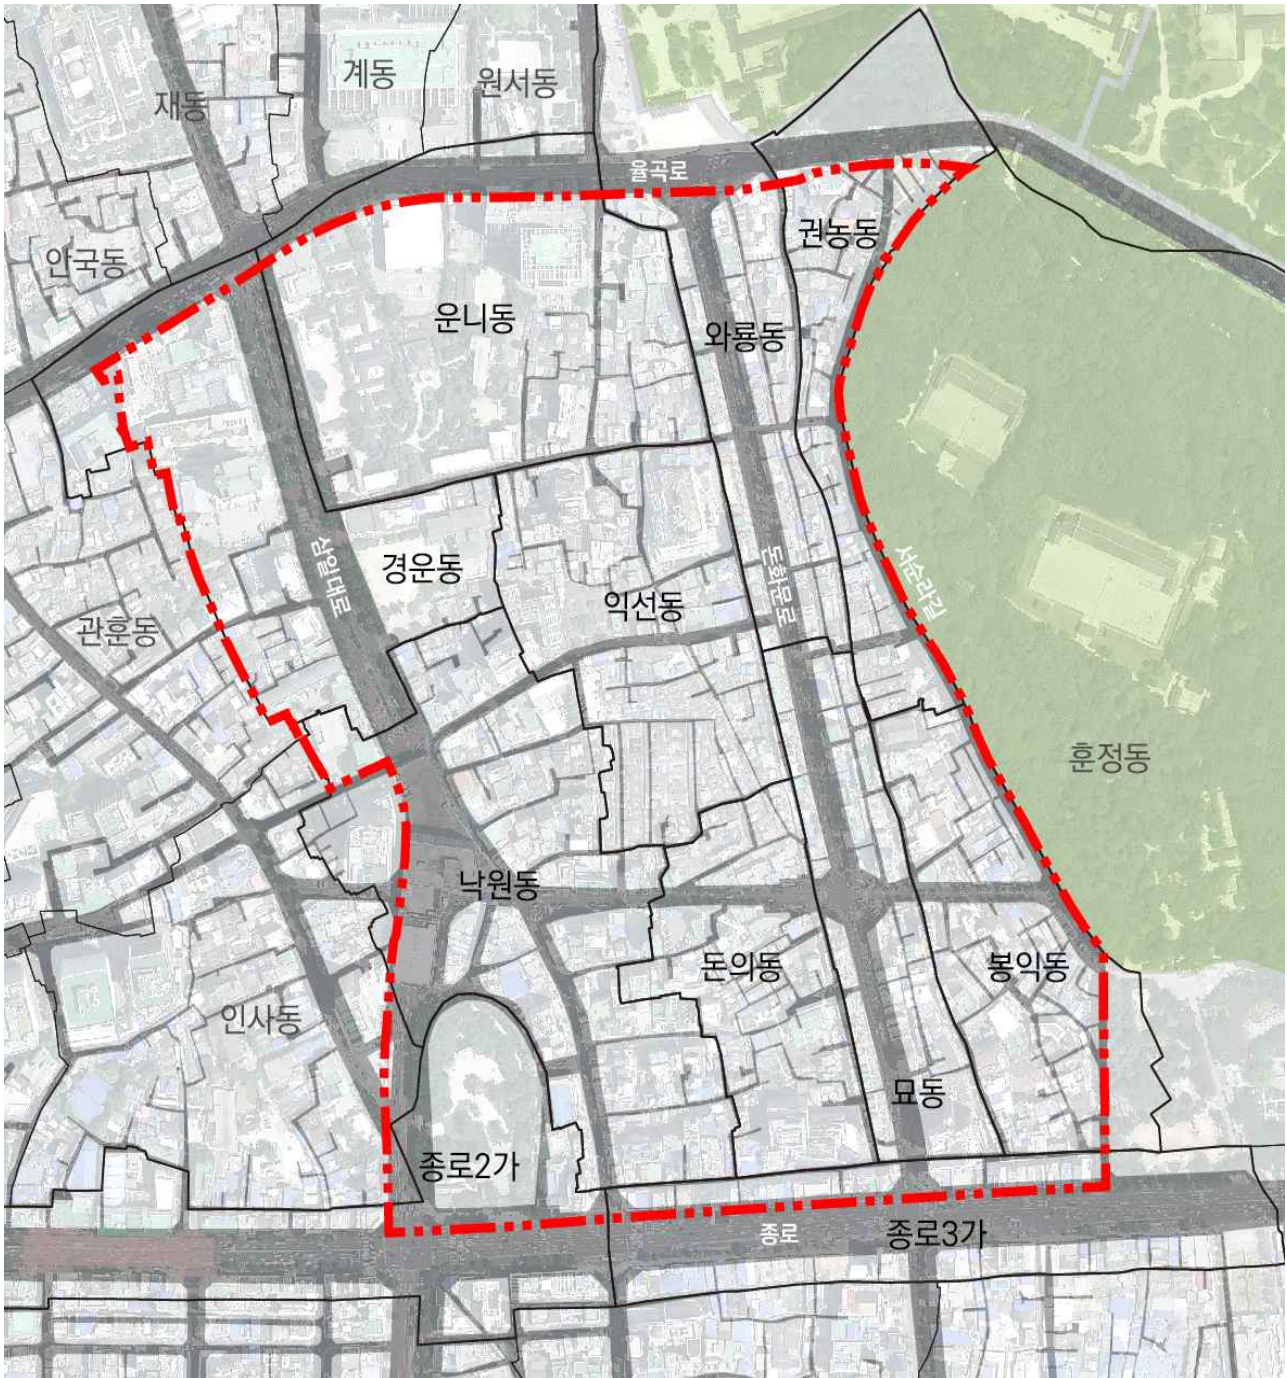 계동
원서동
재동
율곡로
권농동
안국동
운니동
와룡동
삼일대로
경운동
돈화문로
서순라길
익선동
관훈동
훈정동
낙원동
돈의동
봉익동
인사동
묘동
종로2가
종로
종로3가